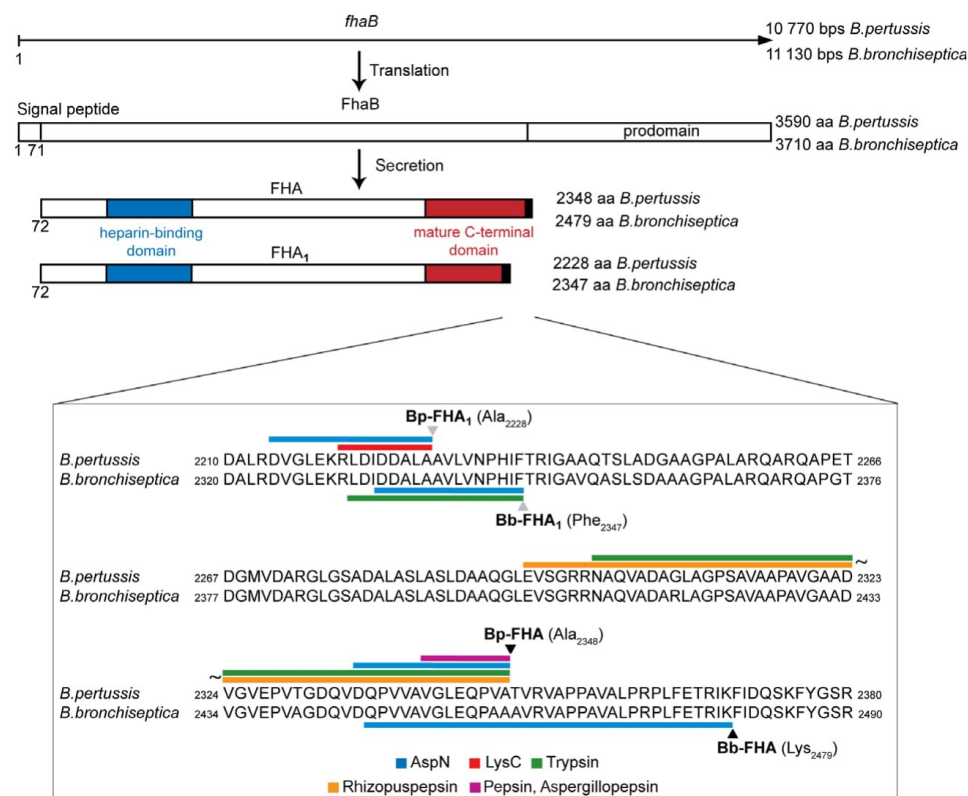 fhaB
1
10 770 bps B.pertussis
11 130 bps B.bronchiseptica
Translation
Signal peptide
FhaB
prodomain
3590 aa B.pertussis
3710 aa B.bronchiseptica
1 71
Secretion
FHA
2348 aa B.pertussis
2479 aa B.bronchiseptica
72
heparin-binding
domain
mature C-terminal
domain
FHA1
2228 aa B.pertussis
2347 aa B.bronchiseptica
72
Bp-FHA1 (Ala2228)
B.pertussis 2210 DALRDVGLEKRLDIDDALAAVLVNPHIFTRIGAAQTSLADGAAGPALARQARQAPET 2266
B.bronchiseptica 2320 DALRDVGLEKRLDIDDALAAVLVNPHIFTRIGAVQASLSDAAAGPALARQARQAPGT 2376
Bb-FHA1 (Phe2347)
~
B.pertussis 2267 DGMVDARGLGSADALASLASLDAAQGLEVSGRRNAQVADAGLAGPSAVAAPAVGAAD 2323
B.bronchiseptica 2377 DGMVDARGLGSADALASLASLDAAQGLEVSGRRNAQVADARLAGPSAVAAPAVGAAD 2433
Bp-FHA (Ala2348)
~
B.pertussis 2324 VGVEPVTGDQVDQPVVAVGLEQPVATVRVAPPAVALPRPLFETRIKFIDQSKFYGSR 2380
B.bronchiseptica 2434 VGVEPVAGDQVDQPVVAVGLEQPAAAVRVAPPAVALPRPLFETRIKFIDQSKFYGSR 2490
Bb-FHA (Lys2479)
AspN LysC Trypsin
Rhizopuspepsin Pepsin, Aspergillopepsin